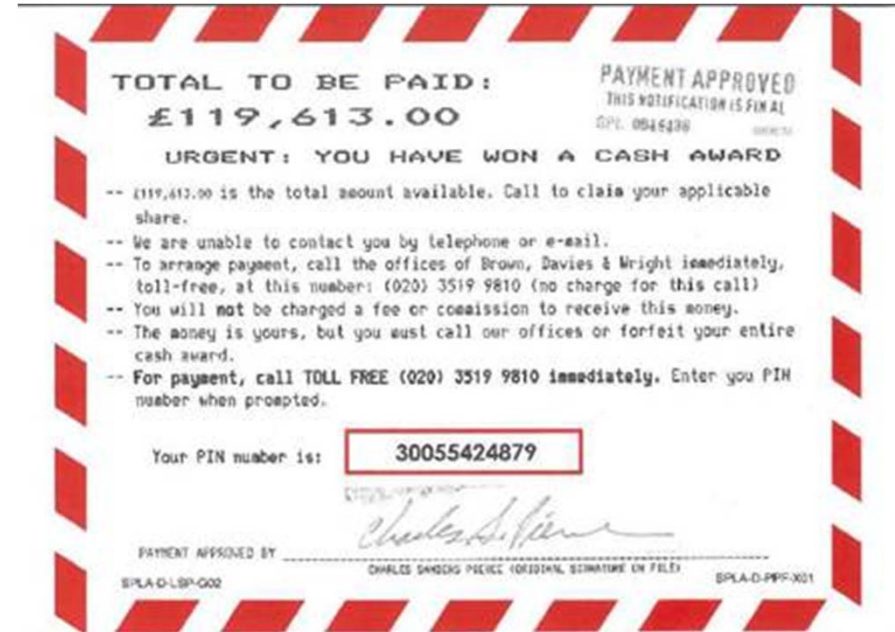 TOTAL TO BE PAID:
£119,613.00
PAYMENT APPROVED
THIS NOTIFICATION IS FINAL
URGENT: YOU HAVE WON A CASH AWARD
-- £119,613.00 is the total amount available. Call to claim your applicable
share.
-- We are unable to contact you by telephone or e-mail.
-- To arrange payment, call the offices of Brown, Davies & Wright immediately,
toll-free, at this number: (020) 3519 9810 (no charge for this call)
-- You will not be charged a fee or commission to receive this money.
-- The money is yours, but you must call our offices or forfeit your entire
cash award.
-- For payment, call TOLL FREE (020) 3519 9810 immediately. Enter you PIN
number when prompted.
Your PIN number is: 30055424879
Charles S. Pierce
PAYMENT APPROVED BY
CHARLES SANDERS PIERCE (ORIGINAL SIGNATURE ON FILE)
SPLA-D-LSP-G02
SPLA-D-PPF-X01